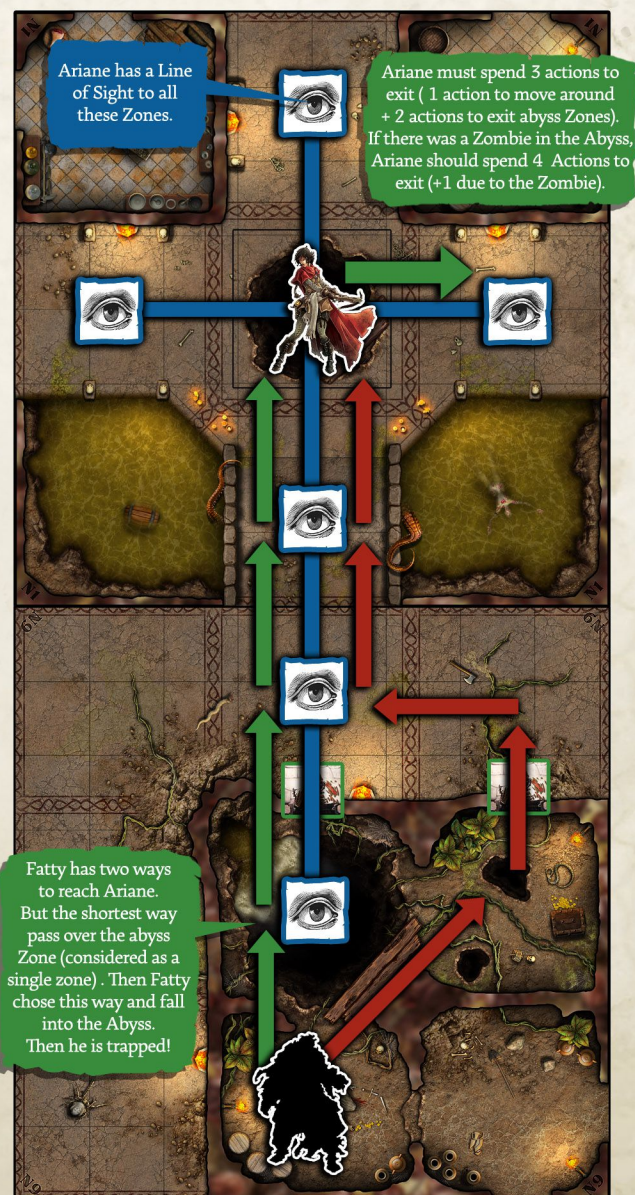 Ariane has a Line
of Sight to all
these Zones.
Ariane must spend 3 actions to
exit ( 1 action to move around
+ 2 actions to exit abyss Zones).
If there was a Zombie in the Abyss,
Ariane should spend 4 Actions to
exit (+1 due to the Zombie).
Fatty has two ways
to reach Ariane.
But the shortest way
pass over the abyss
Zone (considered as a
single zone) . Then Fatty
chose this way and fall
into the Abyss.
Then he is trapped!